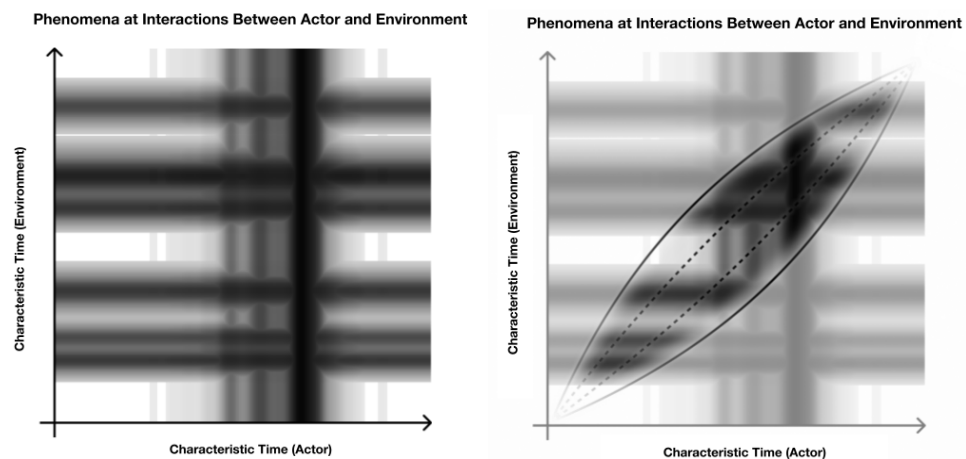 Phenomena at Interactions Between Actor and Environment
Characteristic Time (Environment)
Characteristic Time (Actor)
Phenomena at Interactions Between Actor and Environment
Characteristic Time (Environment)
Characteristic Time (Actor)